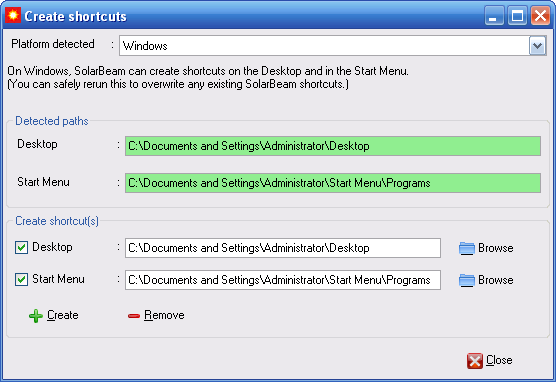 Create shortcuts
Platform detected : Windows
On Windows, SolarBeam can create shortcuts on the Desktop and in the Start Menu.
(You can safely rerun this to overwrite any existing SolarBeam shortcuts.)
Detected paths
Desktop : C:\Documents and Settings\Administrator\Desktop
Start Menu : C:\Documents and Settings\Administrator\Start Menu\Programs
Create shortcut(s)
Desktop : C:\Documents and Settings\Administrator\Desktop Browse
Start Menu : C:\Documents and Settings\Administrator\Start Menu\Programs Browse
Create Remove
Close